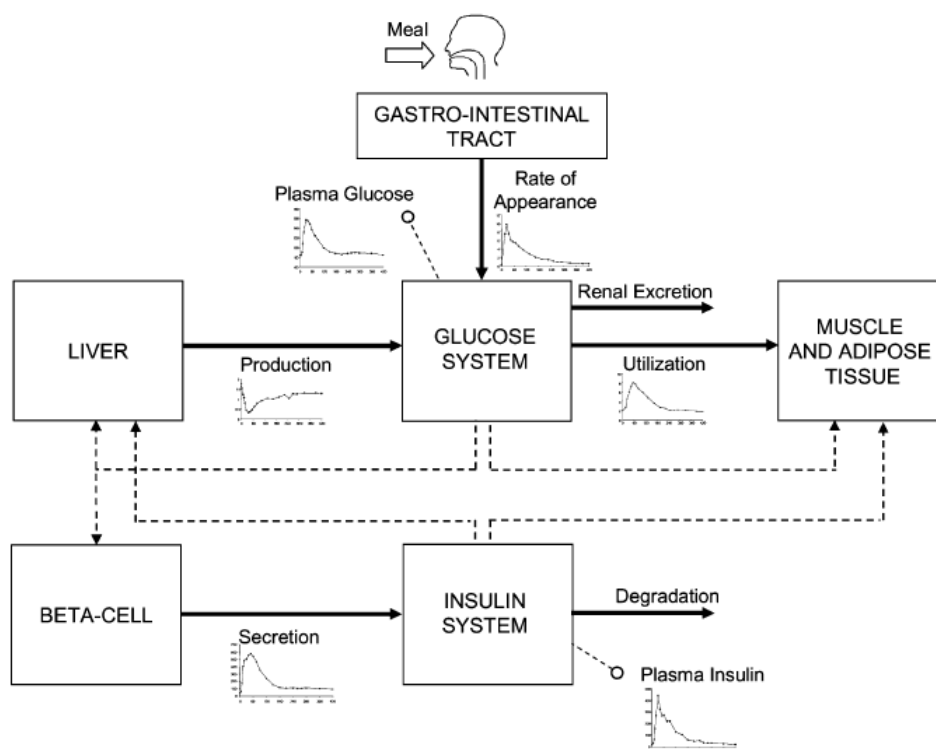 Meal
GASTRO-INTESTINAL
TRACT
Plasma Glucose
Rate of
Appearance
LIVER
Production
GLUCOSE
SYSTEM
Renal Excretion
Utilization
MUSCLE
AND ADIPOSE
TISSUE
BETA-CELL
Secretion
INSULIN
SYSTEM
Degradation
Plasma Insulin